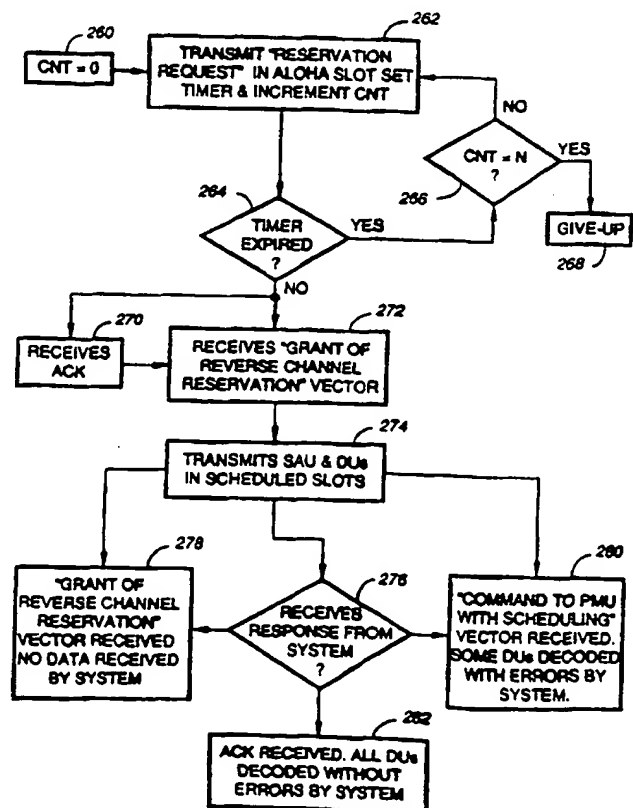 260
CNT = 0
262
TRANSMIT "RESERVATION
REQUEST" IN ALOHA SLOT SET
TIMER & INCREMENT CNT
NO
CNT = N
?
YES
266
GIVE-UP
268
264
TIMER
EXPIRED
?
YES
NO
270
RECEIVES
ACK
272
RECEIVES "GRANT OF
REVERSE CHANNEL
RESERVATION" VECTOR
274
TRANSMITS SAU & DUs
IN SCHEDULED SLOTS
278
"GRANT OF
REVERSE CHANNEL
RESERVATION"
VECTOR RECEIVED
NO DATA RECEIVED
BY SYSTEM
276
RECEIVES
RESPONSE FROM
SYSTEM
?
280
"COMMAND TO PMU
WITH SCHEDULING"
VECTOR RECEIVED.
SOME DUs DECODED
WITH ERRORS BY
SYSTEM.
282
ACK RECEIVED. ALL DUs
DECODED WITHOUT
ERRORS BY SYSTEM